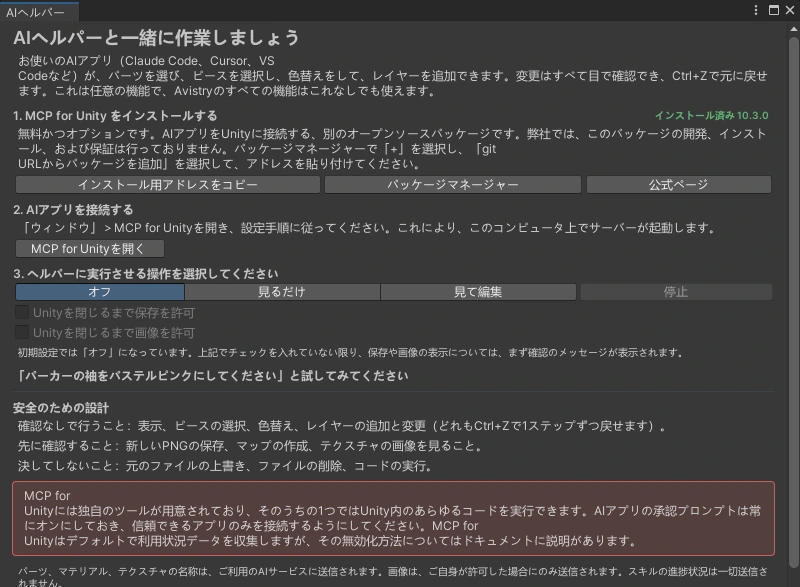 AIヘルパー
AIヘルパーと一緒に作業しましょう
お使いのAIアプリ（Claude Code、Cursor、VS
Codeなど）が、パーツを選び、ピースを選択し、色替えをして、レイヤーを追加できます。変更はすべて目で確認でき、Ctrl+Zで元に戻せ
ます。これは任意の機能で、Avistryのすべての機能はこれなしでも使えます。
1. MCP for Unity をインストールする
インストール済み 10.3.0
無料かつオプションです。AIアプリをUnityに接続する、別のオープンソースパッケージです。弊社では、このパッケージの開発、インスト
ール、および保証は行っておりません。パッケージマネージャーで「+」を選択し、「git
URLからパッケージを追加」を選択して、アドレスを貼り付けてください。
インストール用アドレスをコピー
パッケージマネージャー
公式ページ
2. AIアプリを接続する
「ウィンドウ」 > MCP for Unityを開き、設定手順に従ってください。これにより、このコンピュータ上でサーバーが起動します。
MCP for Unityを開く
3. ヘルパーに実行させる操作を選択してください
オフ
見るだけ
見て編集
停止
Unityを閉じるまで保存を許可
Unityを閉じるまで画像を許可
初期設定では「オフ」になっています。上記でチェックを入れていない限り、保存や画像の表示については、まず確認のメッセージが表示されます。
「パーカーの袖をパステルピンクにしてください」と試してみてください
安全のための設計
確認なしで行うこと： 表示、ピースの選択、色替え、レイヤーの追加と変更（どれもCtrl+Zで1ステップずつ戻せます）。
先に確認すること： 新しいPNGの保存、マップの作成、テクスチャの画像を見ること。
決してしないこと： 元のファイルの上書き、ファイルの削除、コードの実行。
MCP for
Unityには独自のツールが用意されており、そのうちの1つではUnity内のあらゆるコードを実行できます。AIアプリの承認プロンプトは常
にオンにしておき、信頼できるアプリのみを接続するようにしてください。MCP for
Unityはデフォルトで利用状況データを収集しますが、その無効化方法についてはドキュメントに説明があります。
パーツ、マテリアル、テクスチャの名称は、ご利用のAIサービスに送信されます。画像は、ご自身が許可した場合にのみ送信されます。スキルの進捗状況は一切送信さ
れません。